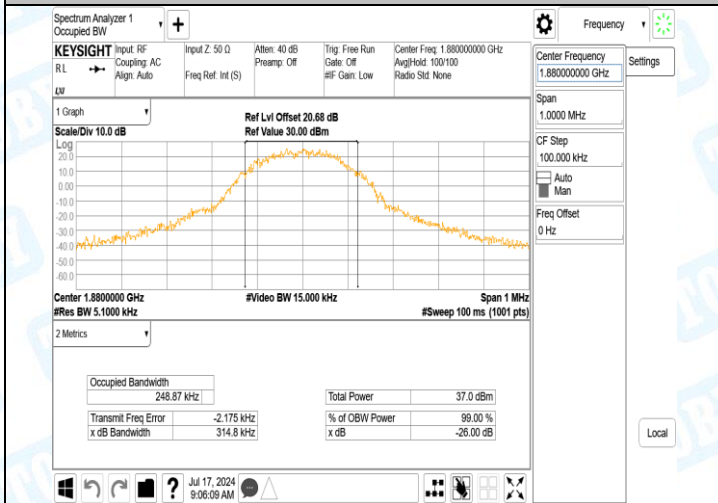 Spectrum Analyzer 1
Occupied BW
Frequency
KEYSIGHT
RL
LXI
Input: RF
Coupling: AC
Align: Auto
Input Z: 50 Ω
Freq Ref: Int (S)
Atten: 40 dB
Preamp: Off
Trig: Free Run
Gate: Off
#IF Gain: Low
Center Freq: 1.880000000 GHz
Avg|Hold: 100/100
Radio Std: None
Center Frequency
1.880000000 GHz
Settings
Span
1.0000 MHz
CF Step
100.000 kHz
Auto
Man
Freq Offset
0 Hz
1 Graph
Scale/Div 10.0 dB
Ref Lvl Offset 20.68 dB
Ref Value 30.00 dBm
Log
20.0
10.0
0.00
-10.0
-20.0
-30.0
-40.0
-50.0
-60.0
Center 1.8800000 GHz
#Res BW 5.1000 kHz
#Video BW 15.000 kHz
Span 1 MHz
#Sweep 100 ms (1001 pts)
2 Metrics
Occupied Bandwidth
248.87 kHz
Total Power 37.0 dBm
Transmit Freq Error -2.175 kHz
% of OBW Power 99.00 %
x dB Bandwidth 314.8 kHz
x dB -26.00 dB
Local
Jul 17, 2024
9:06:09 AM